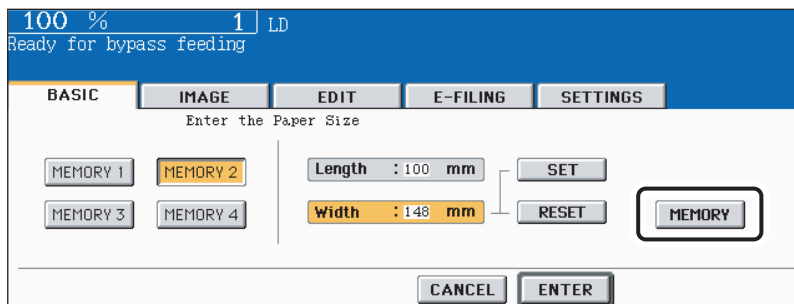 100 % 1 LD
Ready for bypass feeding
BASIC IMAGE EDIT E-FILING SETTINGS
Enter the Paper Size
MEMORY 1 MEMORY 2 Length :100 mm SET
MEMORY 3 MEMORY 4 Width :148 mm RESET MEMORY
CANCEL ENTER